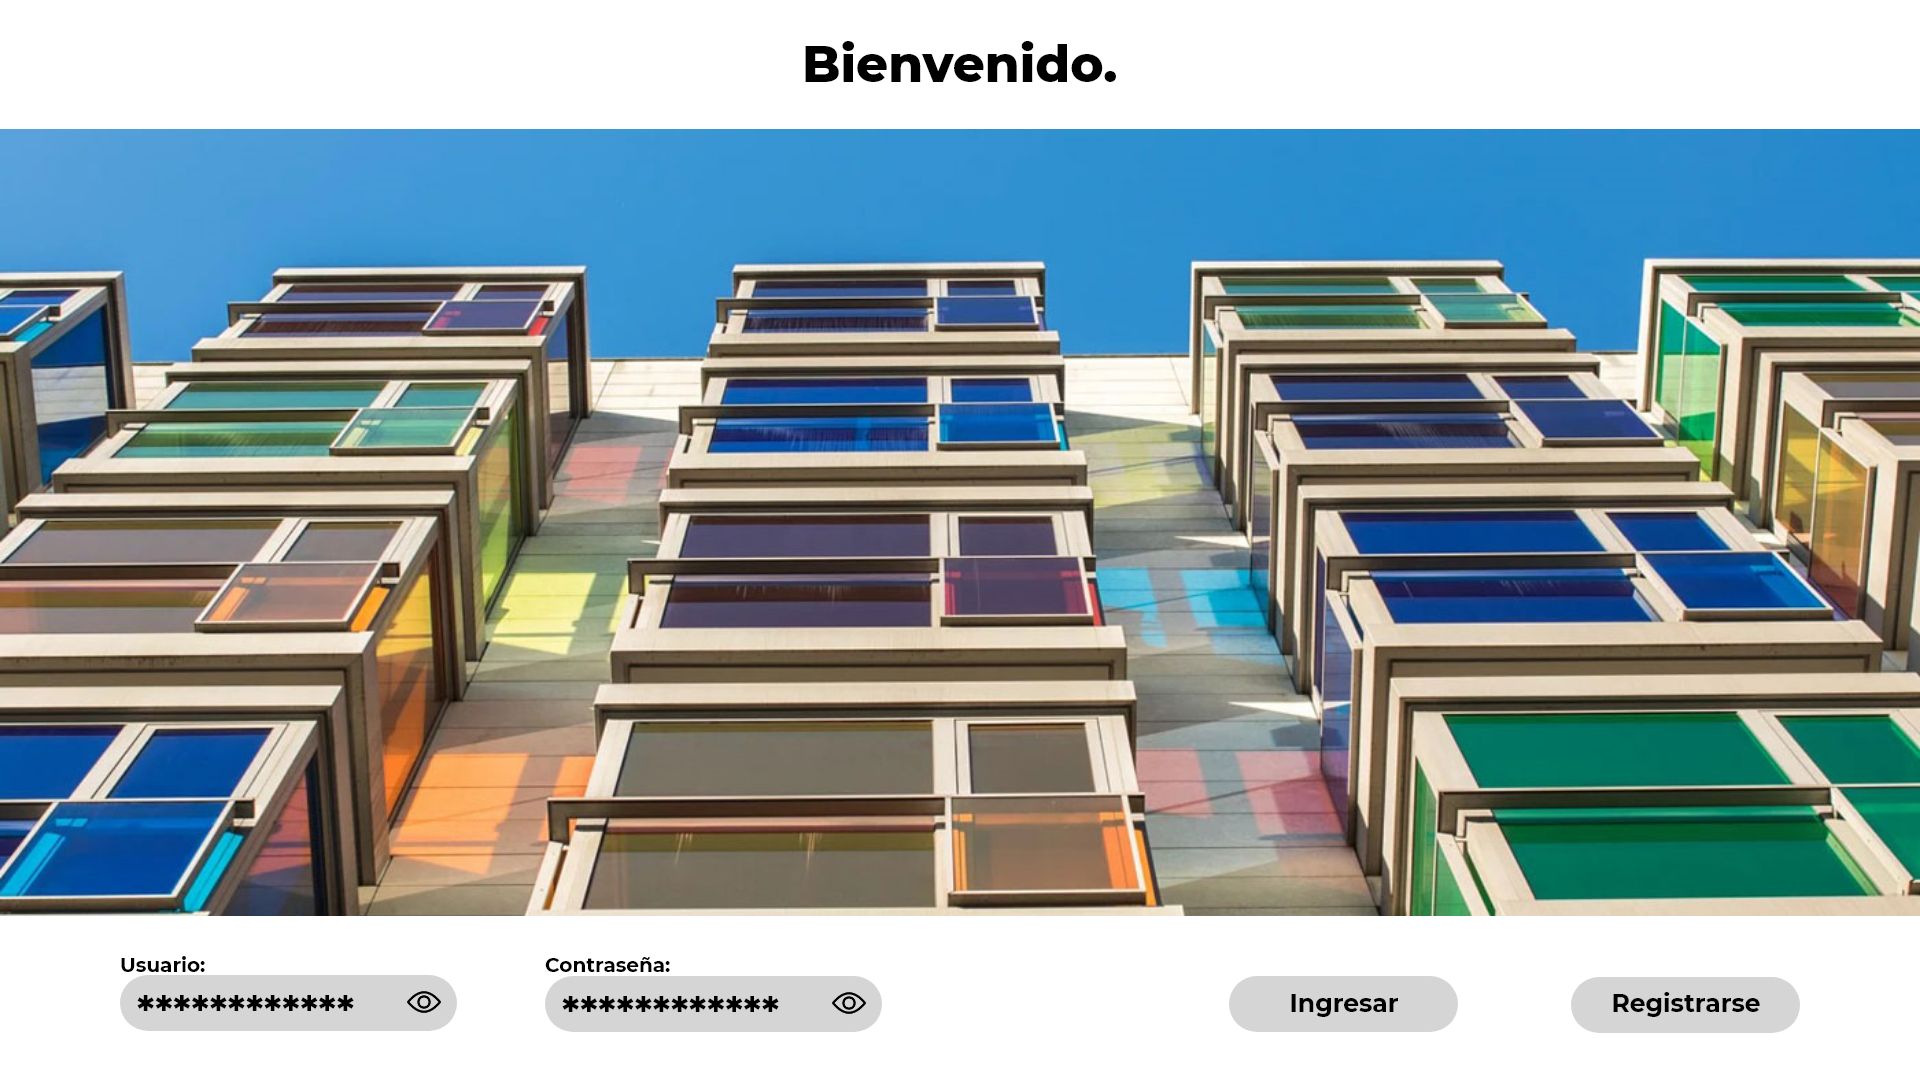 Bienvenido.
Usuario:
************
Contraseña:
************
Ingresar
Registrarse